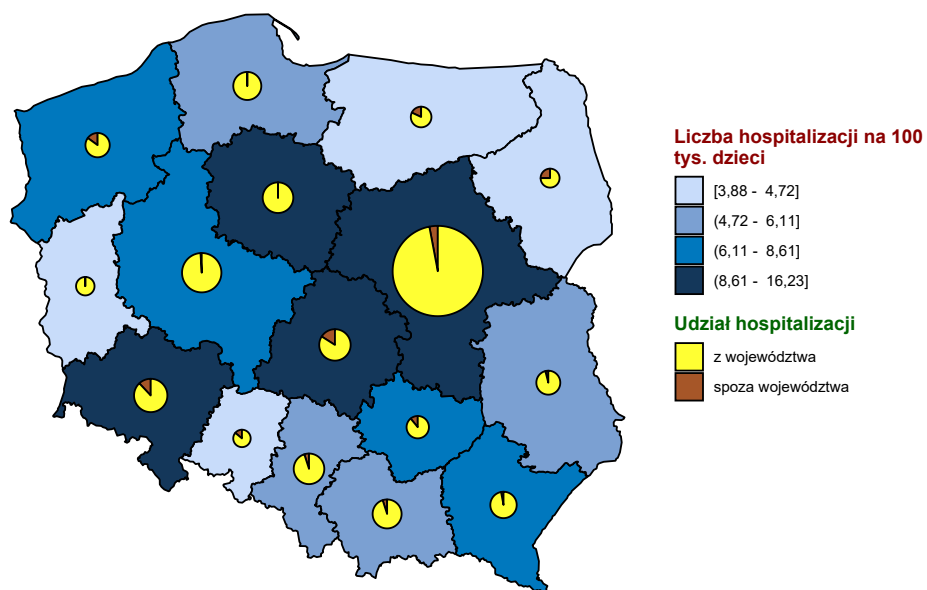 Liczba hospitalizacji na 100
tys. dzieci
[3,88 - 4,72]
(4,72 - 6,11]
(6,11 - 8,61]
(8,61 - 16,23]
Udział hospitalizacji
z województwa
spoza województwa